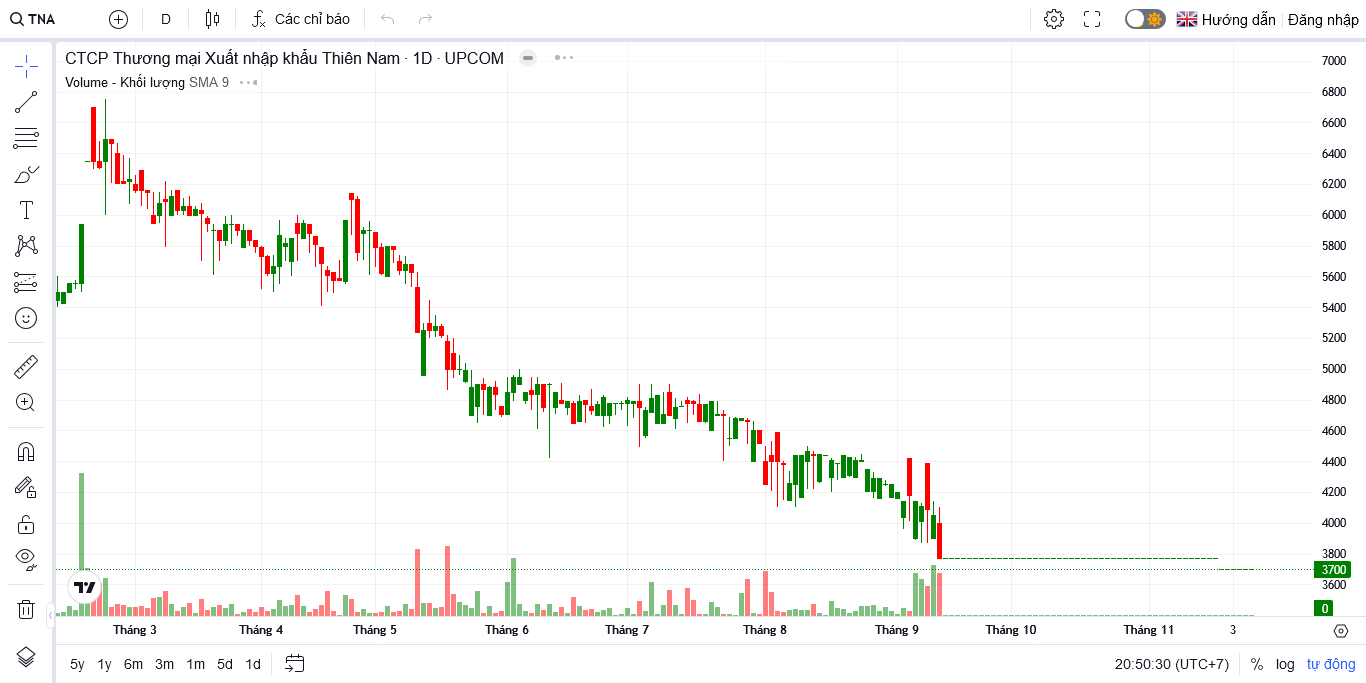 TNA
D
Các chỉ báo
Hướng dẫn
Đăng nhập
CTCP Thương mại Xuất nhập khẩu Thiên Nam · 1D · UPCOM
Volume - Khối lượng SMA 9
7000
6800
6600
6400
6200
6000
5800
5600
5400
5200
5000
4800
4600
4400
4200
4000
3800
3700
3600
0
Tháng 3
Tháng 4
Tháng 5
Tháng 6
Tháng 7
Tháng 8
Tháng 9
Tháng 10
Tháng 11
3
5y 1y 6m 3m 1m 5d 1d
20:50:30 (UTC+7)
%
log
tự động